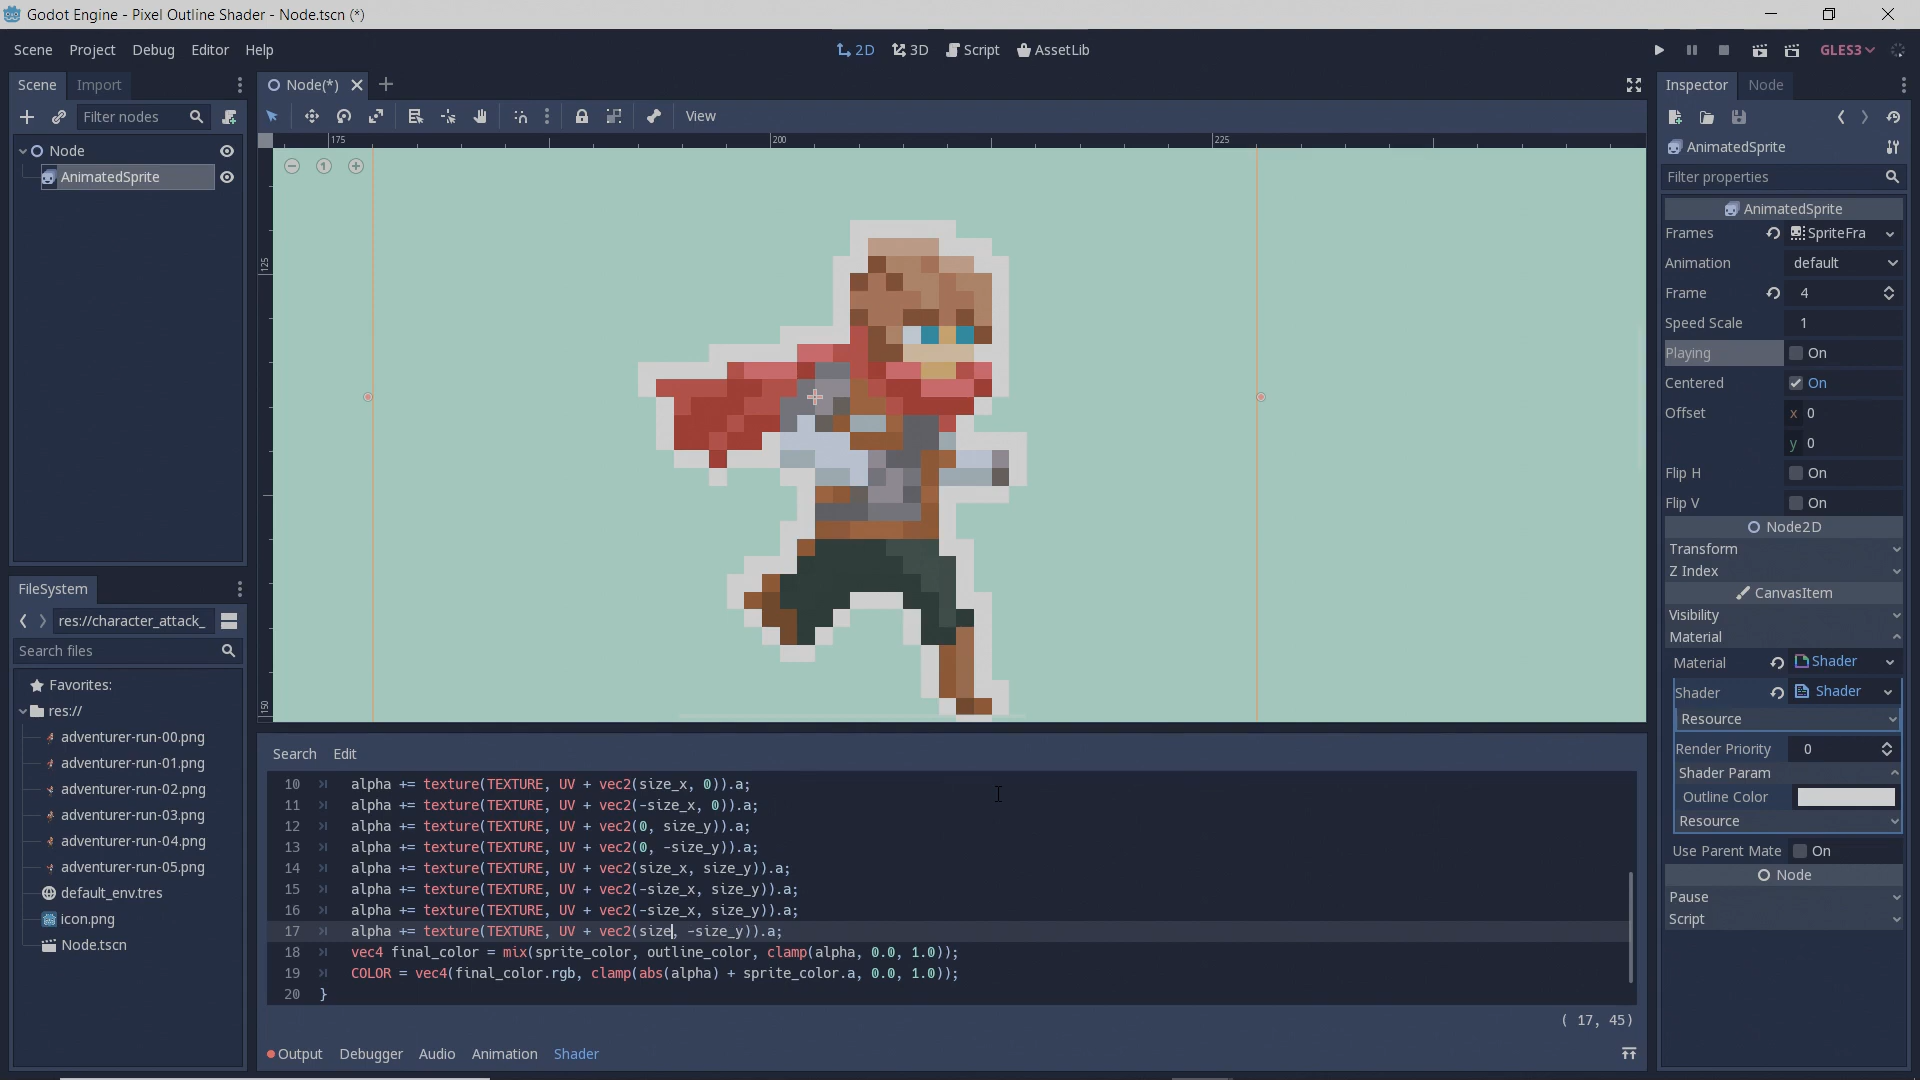 Godot Engine - Pixel Outline Shader - Node.tscn (*)
Scene Project Debug Editor Help
2D 3D Script AssetLib
GLES3
Scene Import
Filter nodes
Node
AnimatedSprite
FileSystem
res://character_attack_
Search files
Favorites:
res://
adventurer-run-00.png
adventurer-run-01.png
adventurer-run-02.png
adventurer-run-03.png
adventurer-run-04.png
adventurer-run-05.png
default_env.tres
icon.png
Node.tscn
Node(*)
View
175 200 225
125
150
1
Search Edit
10 alpha += texture(TEXTURE, UV + vec2(size_x, 0)).a;
11 alpha += texture(TEXTURE, UV + vec2(-size_x, 0)).a;
12 alpha += texture(TEXTURE, UV + vec2(0, size_y)).a;
13 alpha += texture(TEXTURE, UV + vec2(0, -size_y)).a;
14 alpha += texture(TEXTURE, UV + vec2(size_x, size_y)).a;
15 alpha += texture(TEXTURE, UV + vec2(-size_x, size_y)).a;
16 alpha += texture(TEXTURE, UV + vec2(-size_x, size_y)).a;
17 alpha += texture(TEXTURE, UV + vec2(size, -size_y)).a;
18 vec4 final_color = mix(sprite_color, outline_color, clamp(alpha, 0.0, 1.0));
19 COLOR = vec4(final_color.rgb, clamp(abs(alpha) + sprite_color.a, 0.0, 1.0));
20 }
( 17, 45)
Output Debugger Audio Animation Shader
Inspector Node
AnimatedSprite
Filter properties
AnimatedSprite
Frames SpriteFra
Animation default
Frame 4
Speed Scale 1
Playing On
Centered On
Offset x 0
y 0
Flip H On
Flip V On
Node2D
Transform
Z Index
CanvasItem
Visibility
Material
Material Shader
Shader Shader
Resource
Render Priority 0
Shader Param
Outline Color
Resource
Use Parent Mate On
Node
Pause
Script